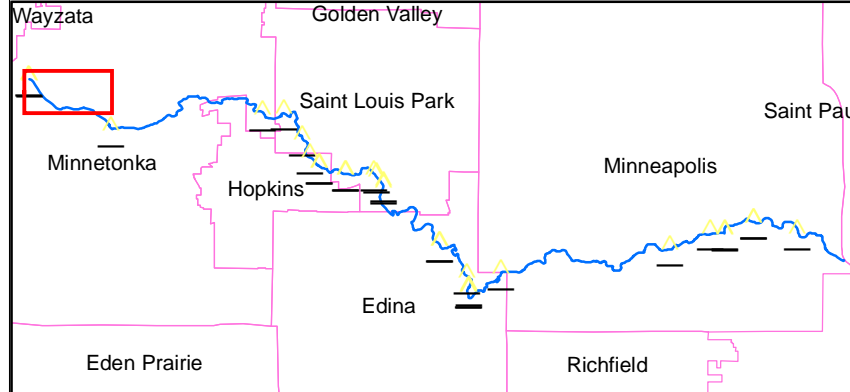 Wayzata
Golden Valley
Saint Louis Park
Saint Pau
Minnetonka
Minneapolis
Hopkins
Edina
Eden Prairie
Richfield